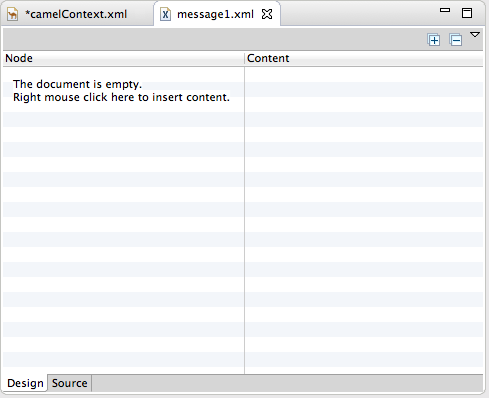 *camelContext.xml
message1.xml
Node
Content
The document is empty.
Right mouse click here to insert content.
Design
Source